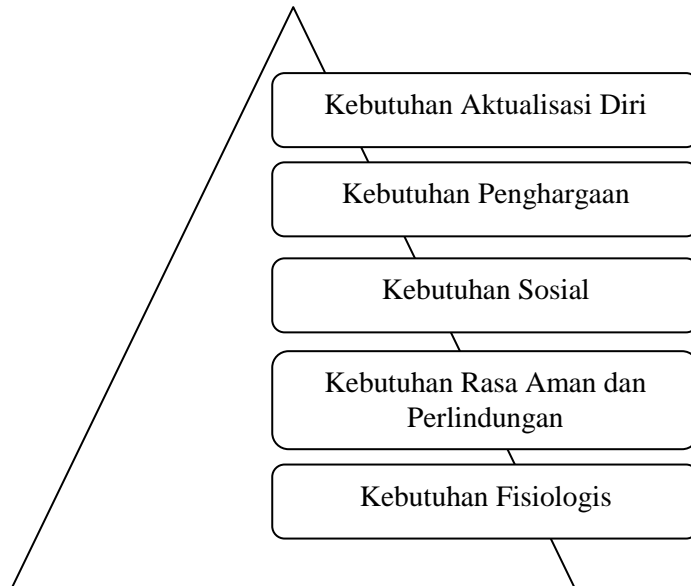 Kebutuhan Aktualisasi Diri
Kebutuhan Penghargaan
Kebutuhan Sosial
Kebutuhan Rasa Aman dan
Perlindungan
Kebutuhan Fisiologis